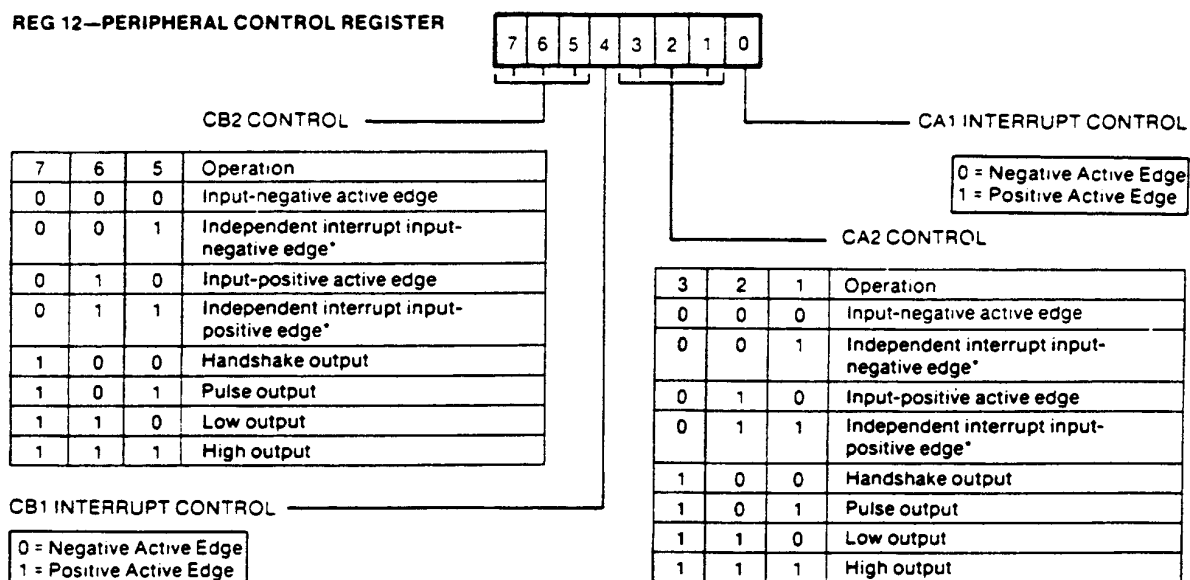 REG 12—PERIPHERAL CONTROL REGISTER
7 6 5 4 3 2 1 0
CB2 CONTROL
7 6 5 Operation
0 0 0 Input-negative active edge
0 0 1 Independent interrupt input-
negative edge*
0 1 0 Input-positive active edge
0 1 1 Independent interrupt input-
positive edge*
1 0 0 Handshake output
1 0 1 Pulse output
1 1 0 Low output
1 1 1 High output
CB1 INTERRUPT CONTROL
0 = Negative Active Edge
1 = Positive Active Edge
CA1 INTERRUPT CONTROL
0 = Negative Active Edge
1 = Positive Active Edge
CA2 CONTROL
3 2 1 Operation
0 0 0 Input-negative active edge
0 0 1 Independent interrupt input-
negative edge*
0 1 0 Input-positive active edge
0 1 1 Independent interrupt input-
positive edge*
1 0 0 Handshake output
1 0 1 Pulse output
1 1 0 Low output
1 1 1 High output